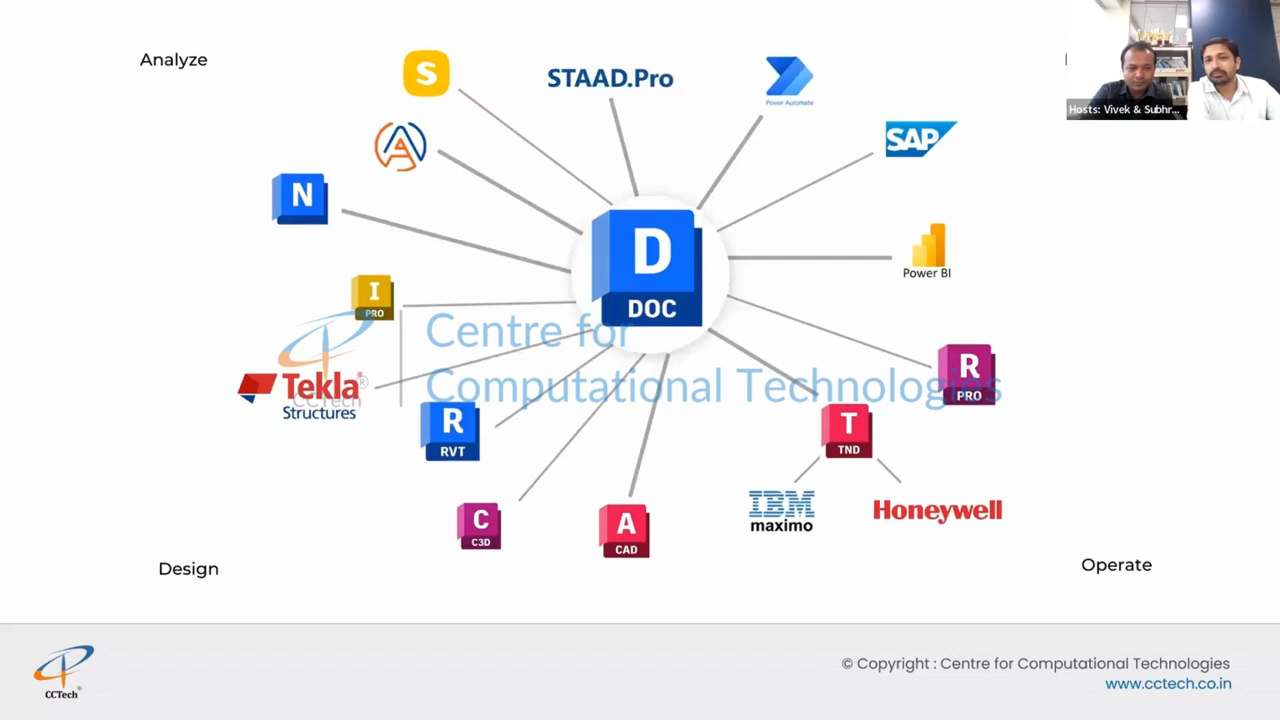 Analyze
S
STAAD.Pro
Power Automate
SAP
Hosts: Vivek & Subhr...
A
N
D
DOC
Power BI
I
PRO
Centre for
Computational Technologies
CCTech
Tekla®
Structures
R
RVT
R
PRO
T
TND
IBM
maximo
Honeywell
C
C3D
A
CAD
Design
Operate
CCTech®
© Copyright : Centre for Computational Technologies
www.cctech.co.in